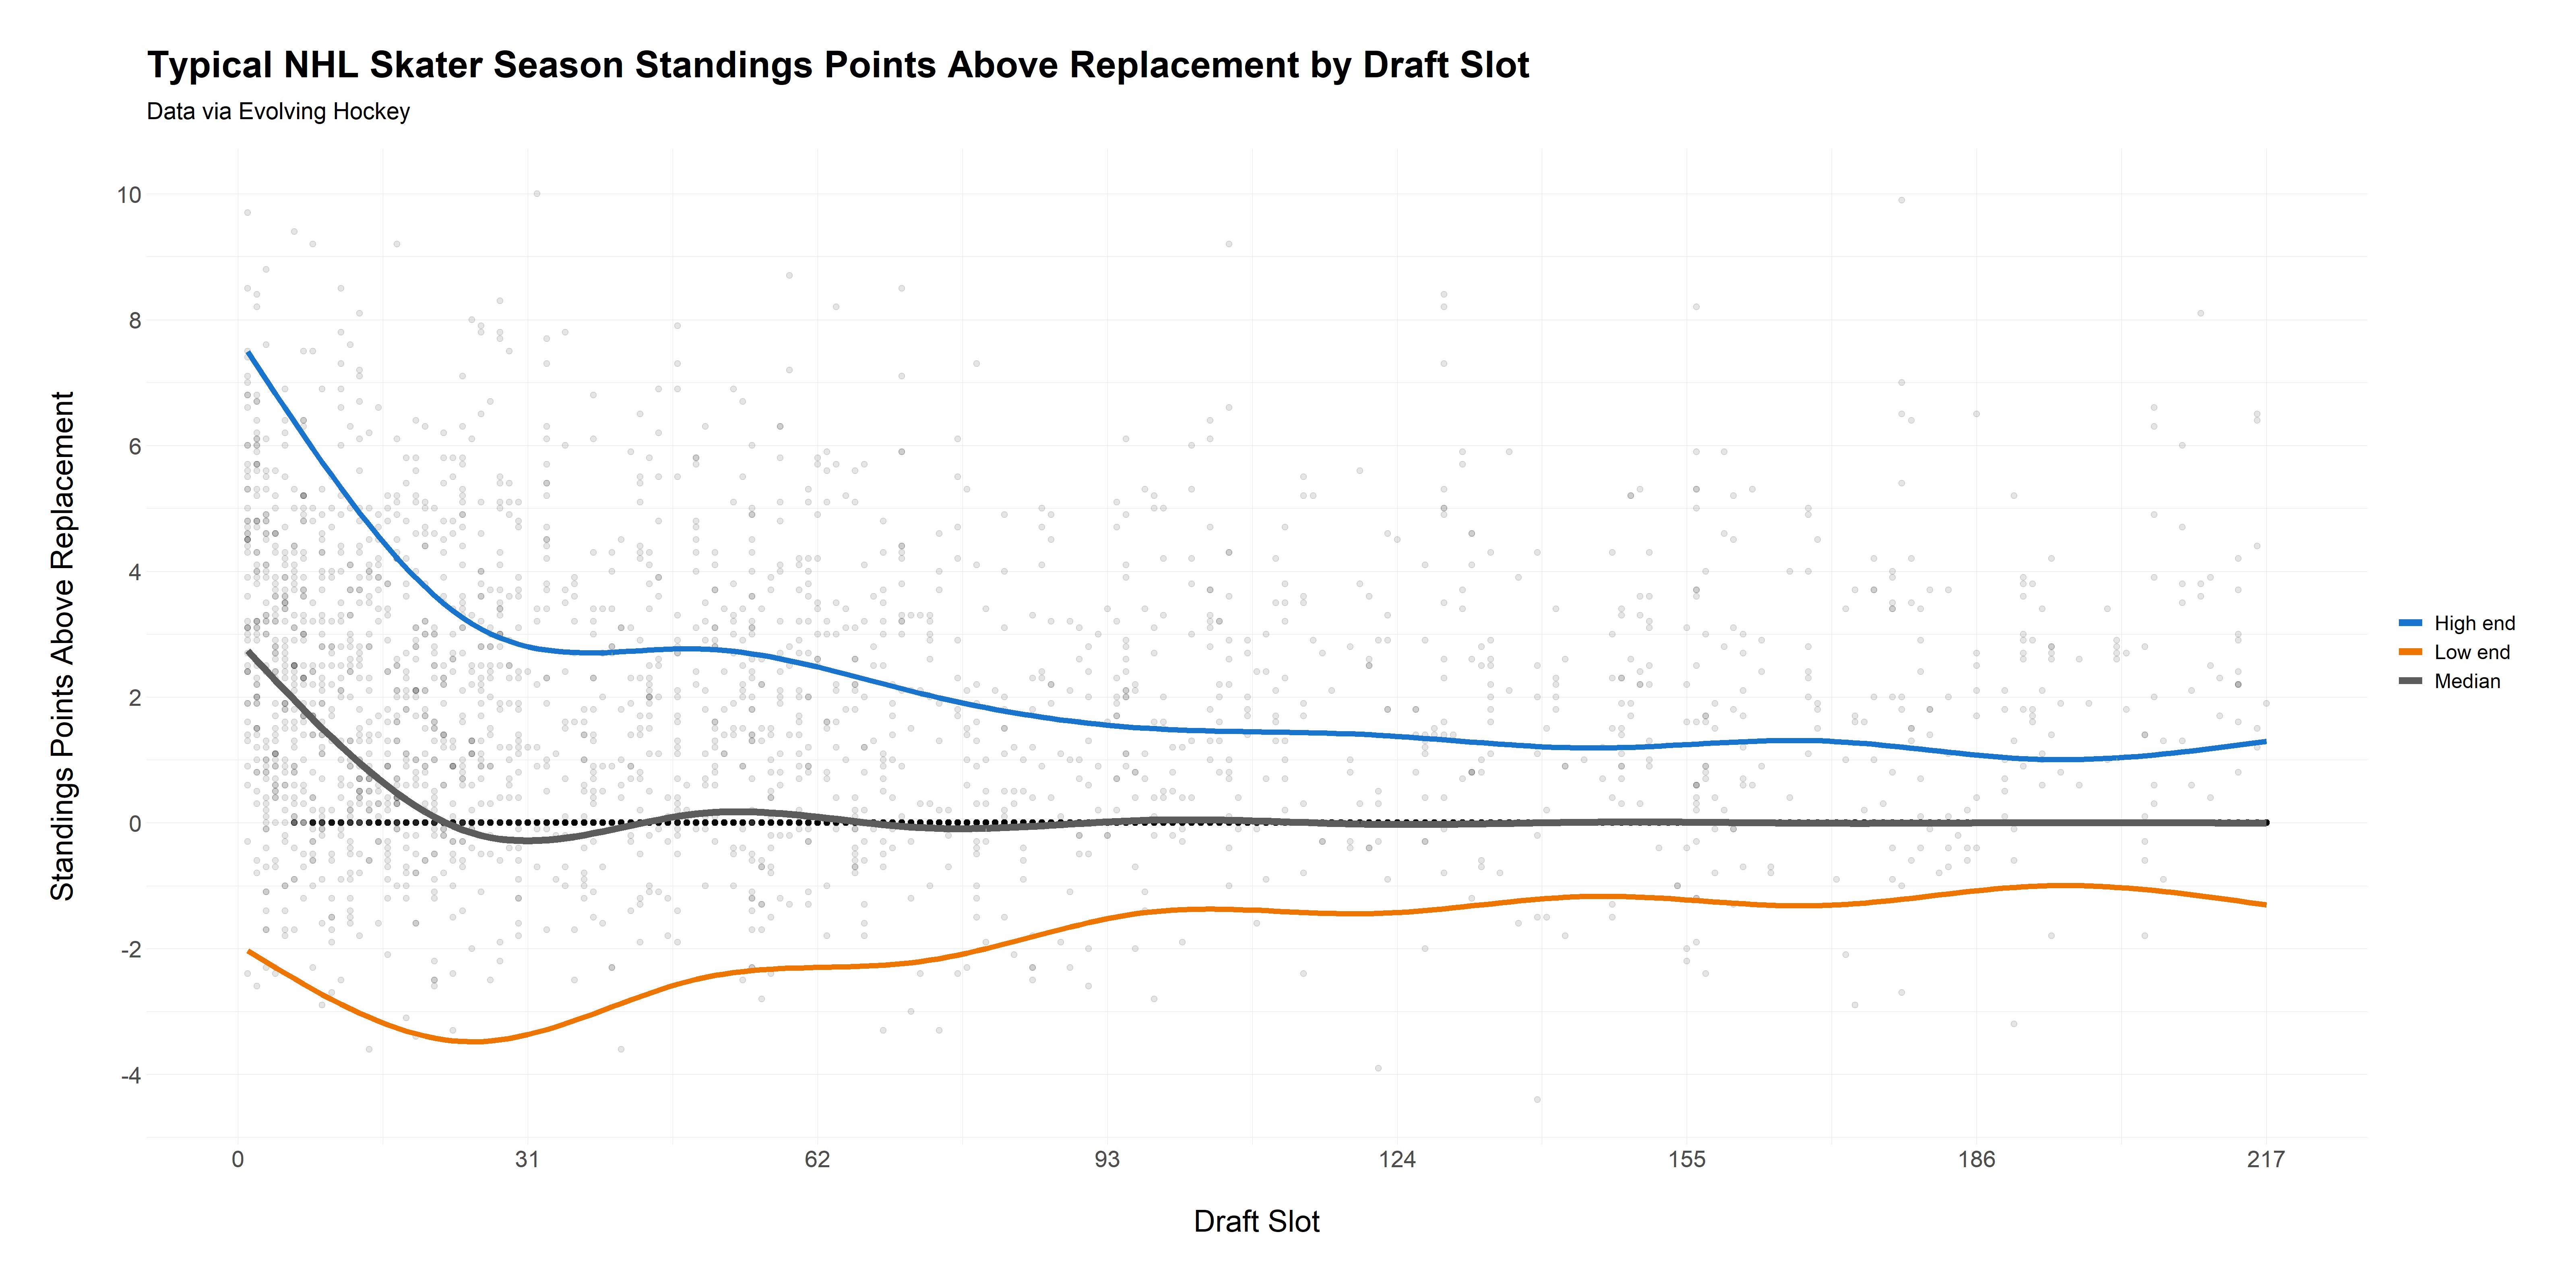 Typical NHL Skater Season Standings Points Above Replacement by Draft Slot
Data via Evolving Hockey
Standings Points Above Replacement
10
8
6
4
2
0
-2
-4
0 31 62 93 124 155 186 217
Draft Slot
High end
Low end
Median